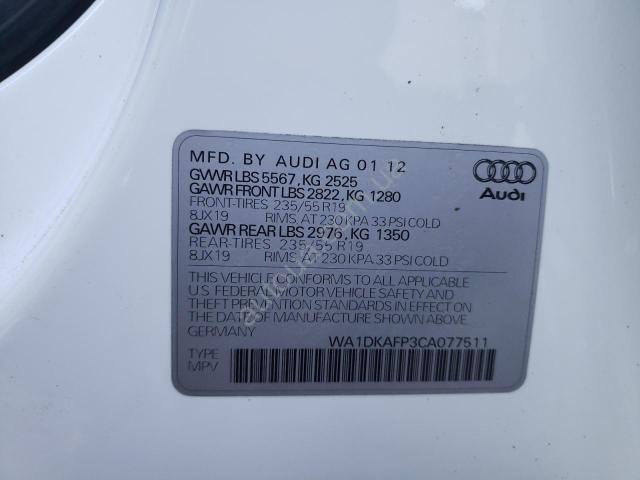 MFD. BY AUDI AG 01 12
GVWR LBS 5567, KG 2525
GAWR FRONT LBS 2822, KG 1280
FRONT-TIRES 235/55 R19
8JX19 RIMS, AT 230 KPA 33 PSI COLD
GAWR REAR LBS 2976, KG 1350
REAR-TIRES 235/55 R19
8JX19 RIMS, AT 230 KPA 33 PSI COLD
Audi
THIS VEHICLE CONFORMS TO ALL APPLICABLE
U.S. FEDERAL MOTOR VEHICLE SAFETY AND
THEFT PREVENTION STANDARDS IN EFFECT ON
THE DATE OF MANUFACTURE SHOWN ABOVE.
GERMANY
WA1DKAFP3CA077511
TYPE
MPV